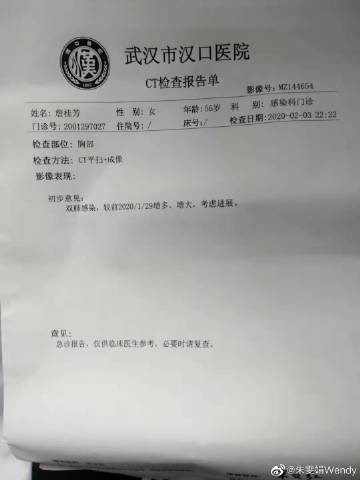 武汉市汉口医院
CT检查报告单
影像号：MZ144654
姓名：詹桂芳 性 别：女 年龄：56岁 科 别：感染科门诊
门诊号：2001297027 住院号：/ 床号：/ 检查日期：2020-02-03 22:22
检查部位：胸部
检查方法：CT平扫+成像
影像表现：
初步意见：
双肺感染，较前2020/1/29增多、增大，考虑进展。
意见：
急诊报告，仅供临床医生参考，必要时请复查。
@朱雯娟Wendy